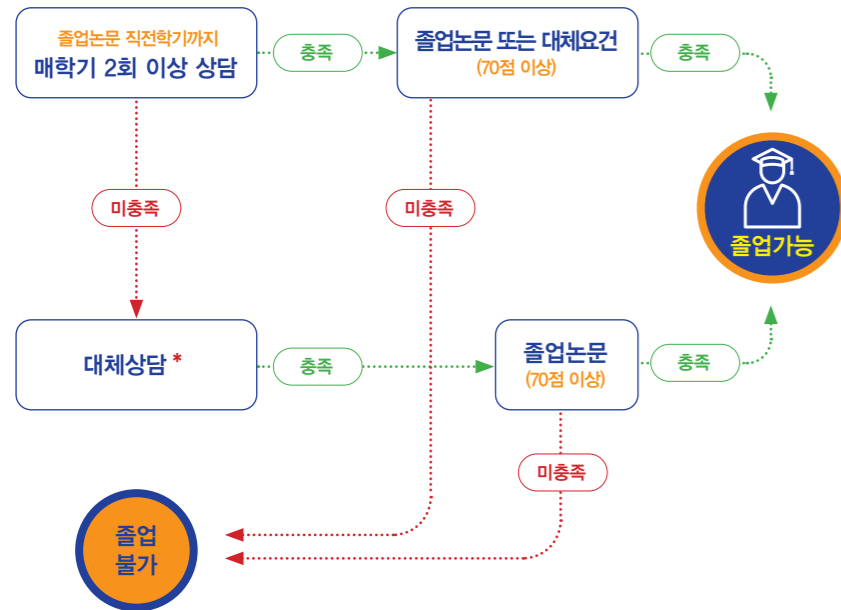 졸업논문 직전학기까지
매학기 2회 이상 상담
충족
졸업논문 또는 대체요건
(70점 이상)
충족
미충족
미충족
졸업가능
대체상담 *
충족
졸업논문
(70점 이상)
충족
미충족
졸업
불가